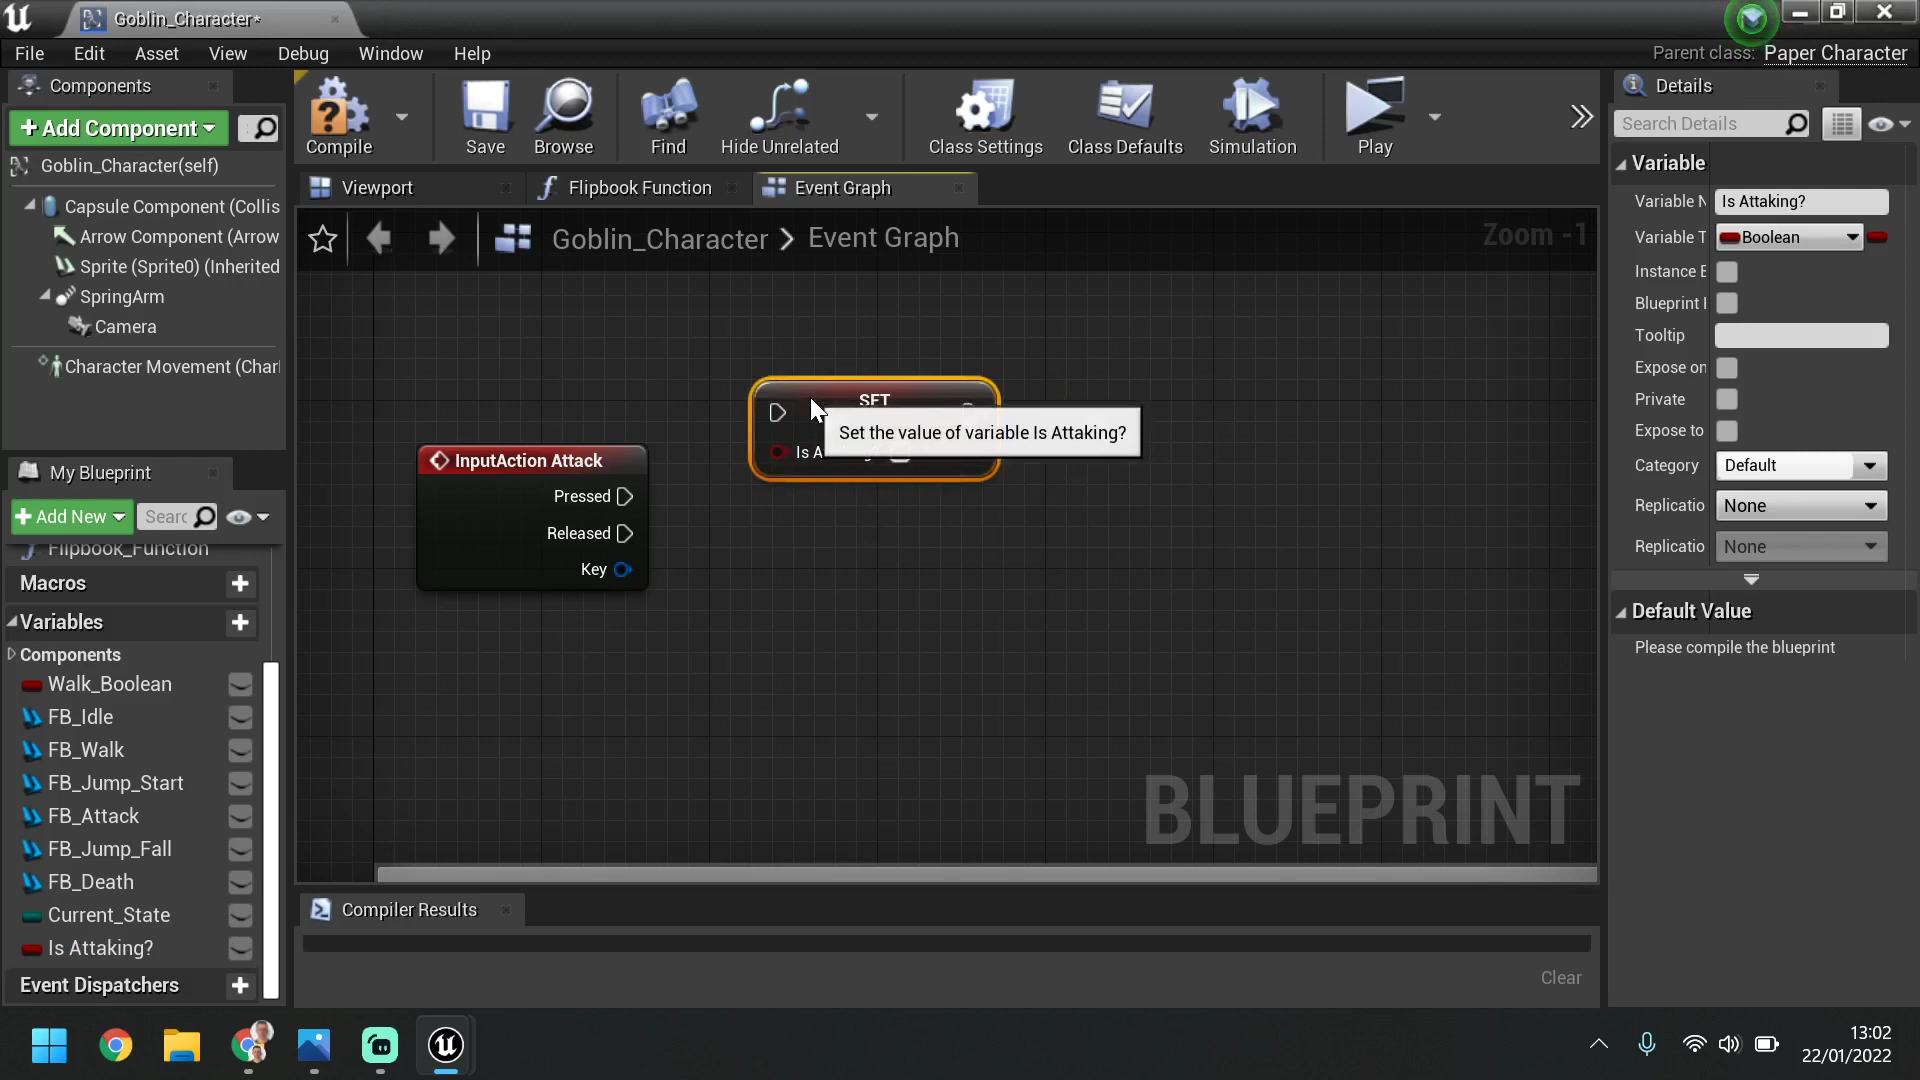 Goblin_Character*
File Edit Asset View Debug Window Help
Parent class: Paper Character
Components
Add Component
Goblin_Character(self)
Capsule Component (Collis
Arrow Component (Arrow
Sprite (Sprite0) (Inherited
SpringArm
Camera
Character Movement (Char
My Blueprint
Add New
Searc
Flipbook_Function
Macros
Variables
Components
Walk_Boolean
FB_Idle
FB_Walk
FB_Jump_Start
FB_Attack
FB_Jump_Fall
FB_Death
Current_State
Is Attaking?
Event Dispatchers
Compile
Save
Browse
Find
Hide Unrelated
Class Settings
Class Defaults
Simulation
Play
Viewport
Flipbook Function
Event Graph
Goblin_Character > Event Graph
Zoom -1
SET
Is A
Set the value of variable Is Attaking?
InputAction Attack
Pressed
Released
Key
BLUEPRINT
Compiler Results
Clear
Details
Search Details
Variable
Variable N Is Attaking?
Variable T Boolean
Instance E
Blueprint
Tooltip
Expose on
Private
Expose to
Category Default
Replicatio None
Replicatio None
Default Value
Please compile the blueprint
13:02
22/01/2022